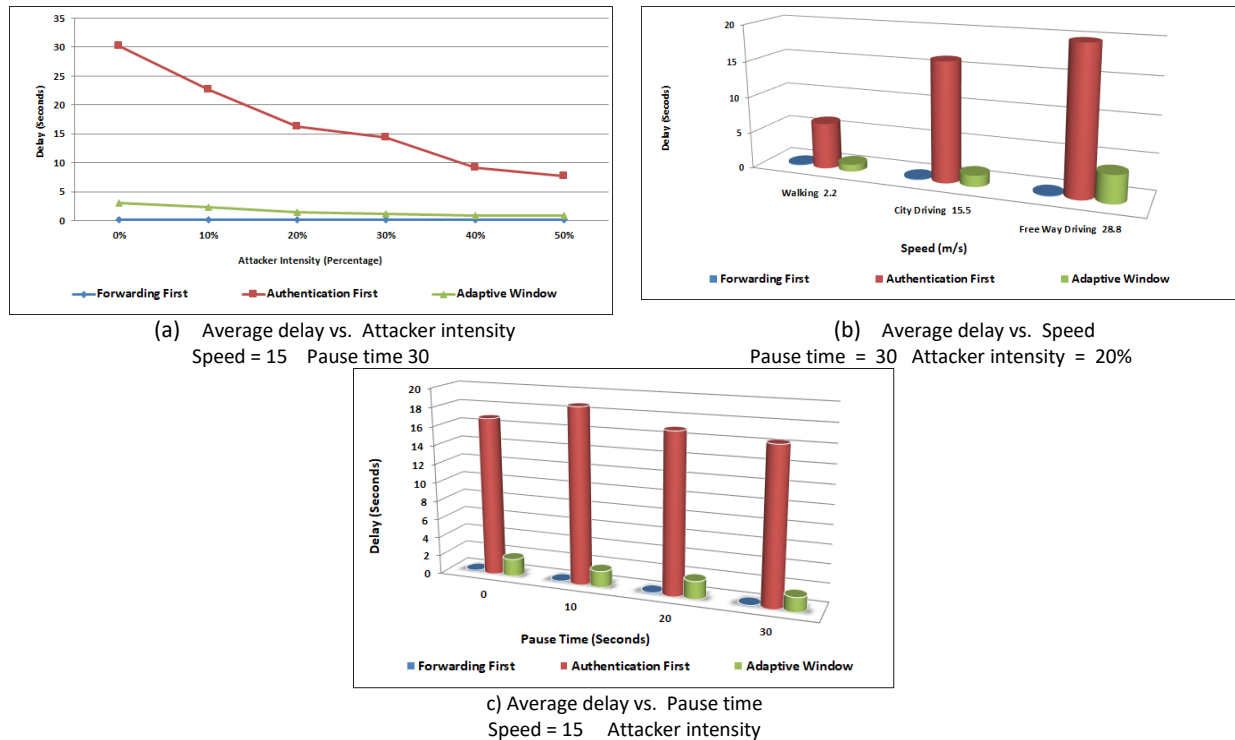 35
30
25
20
15
10
5
0
Delay (Seconds)
0% 10% 20% 30% 40% 50%
Attacker Intensity (Percentage)
Forwarding First Authentication First Adaptive Window
(a) Average delay vs. Attacker intensity
Speed = 15 Pause time 30
20
15
10
5
0
Delay (Seconds)
Walking 2.2
City Driving 15.5
Free Way Driving 28.8
Speed (m/s)
Forwarding First Authentication First Adaptive Window
(b) Average delay vs. Speed
Pause time = 30 Attacker intensity = 20%
20
18
16
14
12
10
8
6
4
2
0
Delay (Seconds)
0
10
20
30
Pause Time (Seconds)
Forwarding First Authentication First Adaptive Window
c) Average delay vs. Pause time
Speed = 15 Attacker intensity